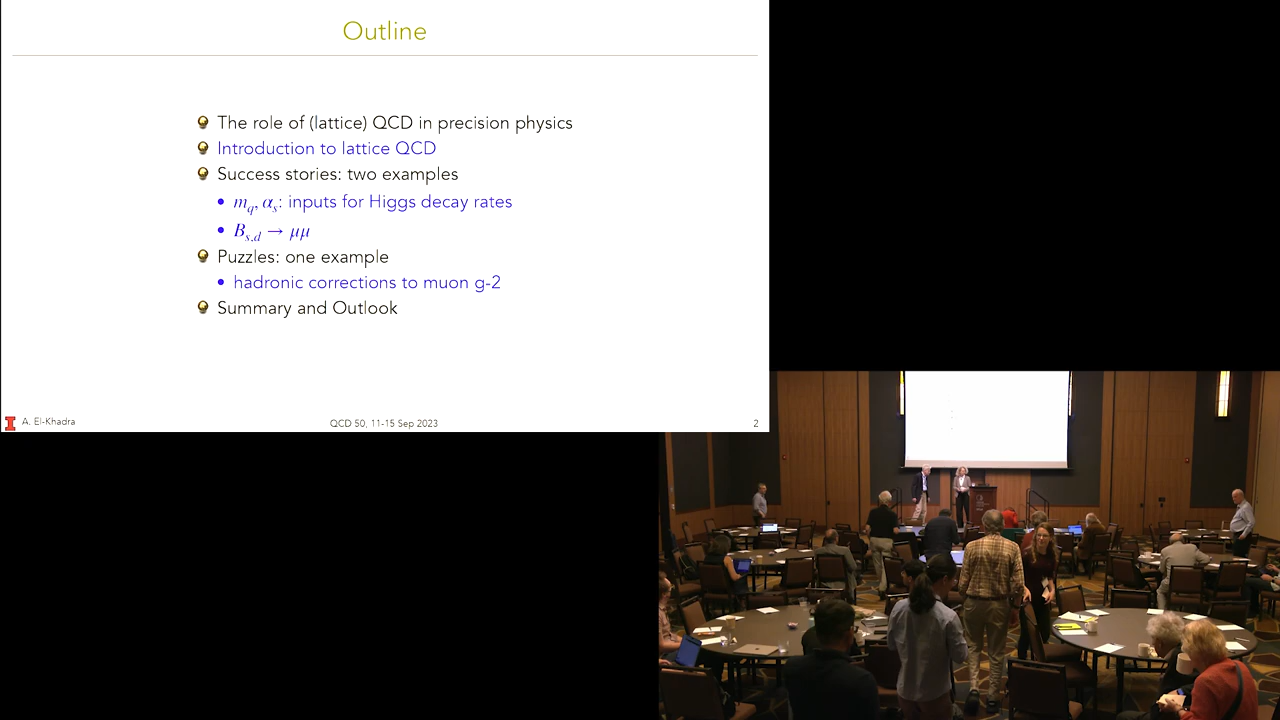 Outline
The role of (lattice) QCD in precision physics
Introduction to lattice QCD
Success stories: two examples
m_q, α_s: inputs for Higgs decay rates
B_{s,d} → μμ
Puzzles: one example
hadronic corrections to muon g-2
Summary and Outlook
I A. El-Khadra
QCD 50, 11-15 Sep 2023
2